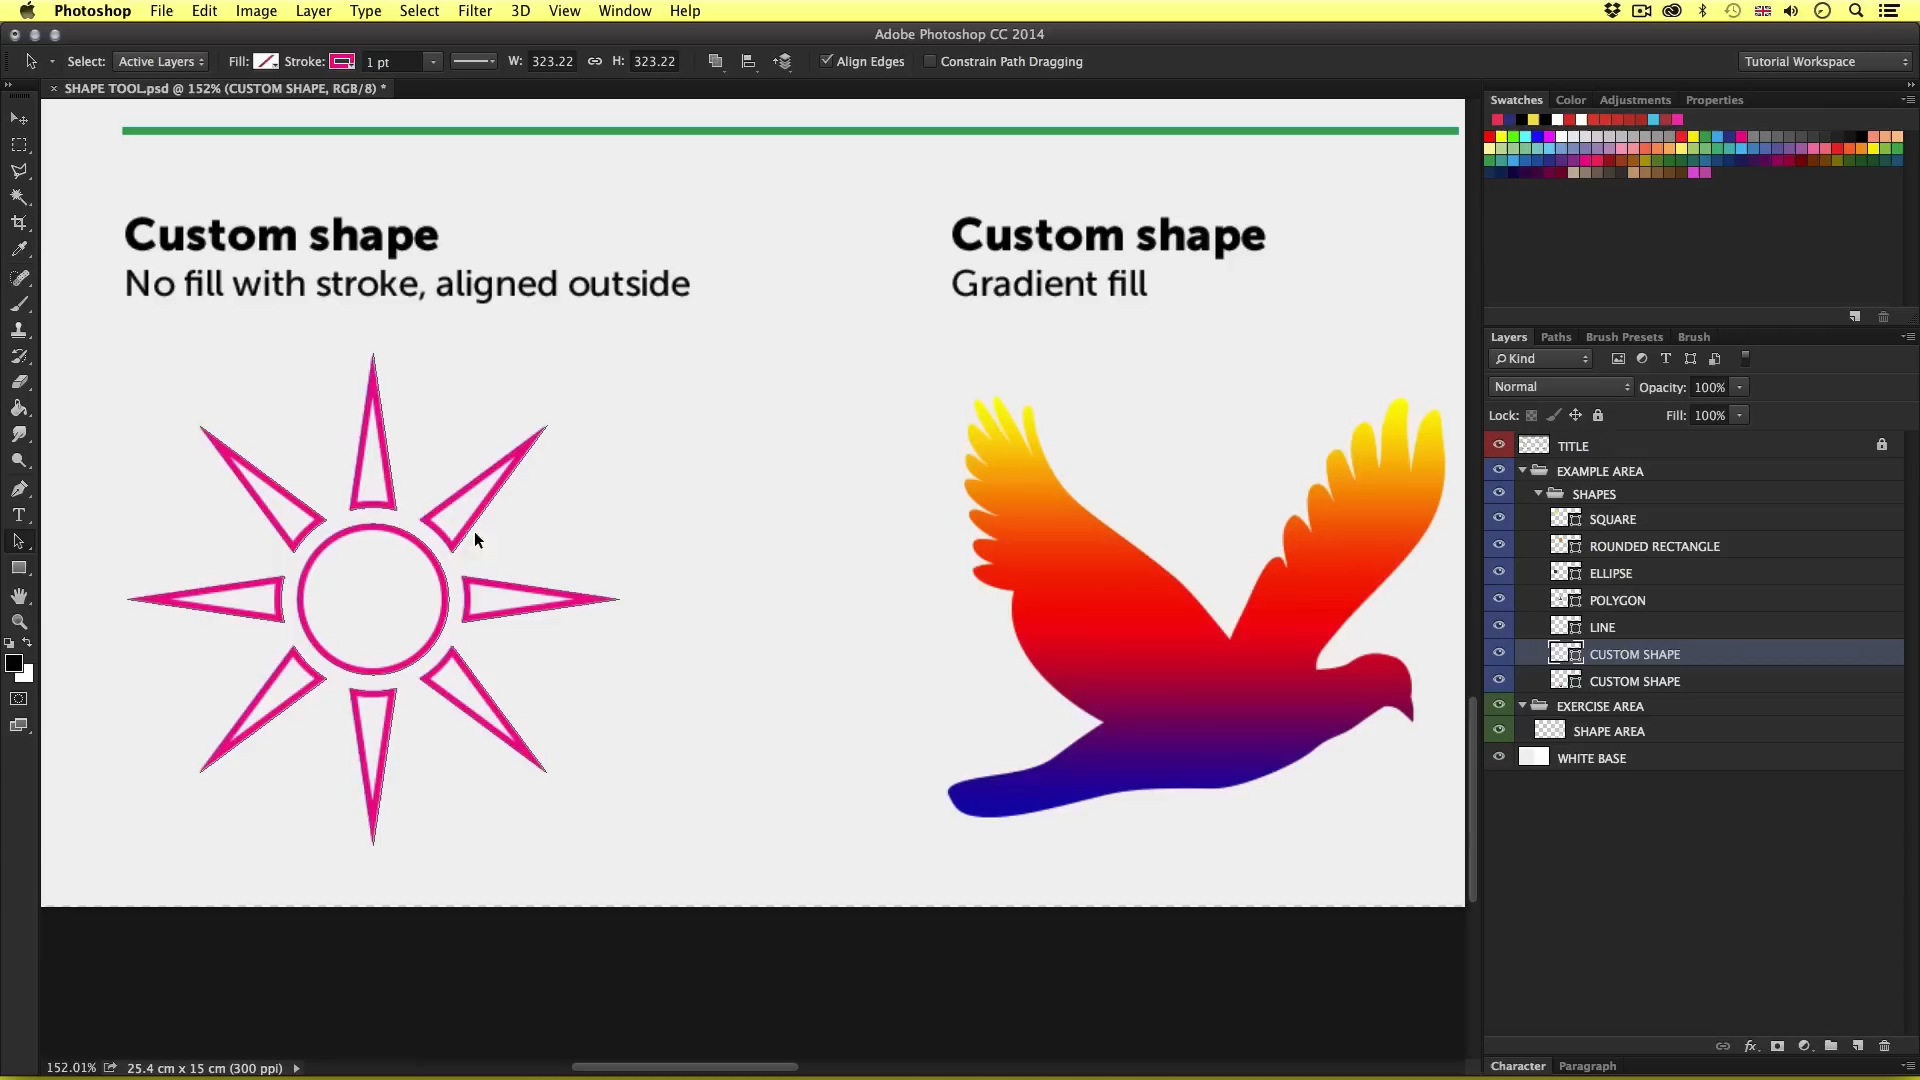 Photoshop File Edit Image Layer Type Select Filter 3D View Window Help
Adobe Photoshop CC 2014
Select: Active Layers Fill: Stroke: 1 pt W: 323.22 H: 323.22 Align Edges Constrain Path Dragging Tutorial Workspace
SHAPE TOOL.psd @ 152% (CUSTOM SHAPE, RGB/8) *
Swatches Color Adjustments Properties
Custom shape
No fill with stroke, aligned outside
Custom shape
Gradient fill
Layers Paths Brush Presets Brush
Kind
Normal Opacity: 100%
Lock: Fill: 100%
TITLE
EXAMPLE AREA
SHAPES
SQUARE
ROUNDED RECTANGLE
ELLIPSE
POLYGON
LINE
CUSTOM SHAPE
CUSTOM SHAPE
EXERCISE AREA
SHAPE AREA
WHITE BASE
152.01% 25.4 cm x 15 cm (300 ppi)
Character Paragraph